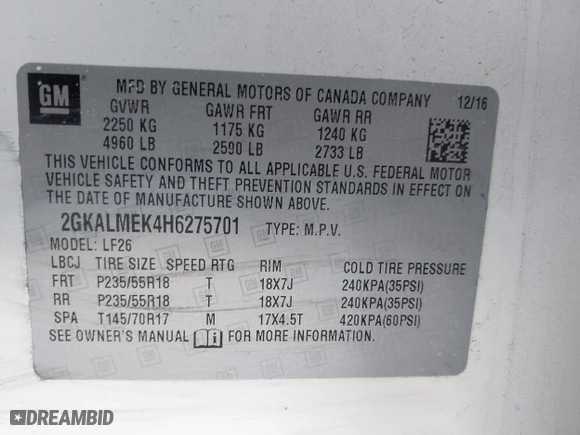 GM
MFD BY GENERAL MOTORS OF CANADA COMPANY 12/16
GVWR GAWR FRT GAWR RR
2250 KG 1175 KG 1240 KG
4960 LB 2590 LB 2733 LB
THIS VEHICLE CONFORMS TO ALL APPLICABLE U.S. FEDERAL MOTOR
VEHICLE SAFETY AND THEFT PREVENTION STANDARDS IN EFFECT ON
THE DATE OF MANUFACTURE SHOWN ABOVE.
2GKALMEK4H6275701 TYPE: M.P.V.
MODEL: LF26
LBCJ TIRE SIZE SPEED RTG RIM COLD TIRE PRESSURE
FRT P235/55R18 T 18X7J 240KPA(35PSI)
RR P235/55R18 T 18X7J 240KPA(35PSI)
SPA T145/70R17 M 17X4.5T 420KPA(60PSI)
SEE OWNER'S MANUAL FOR MORE INFORMATION.
DREAMBID